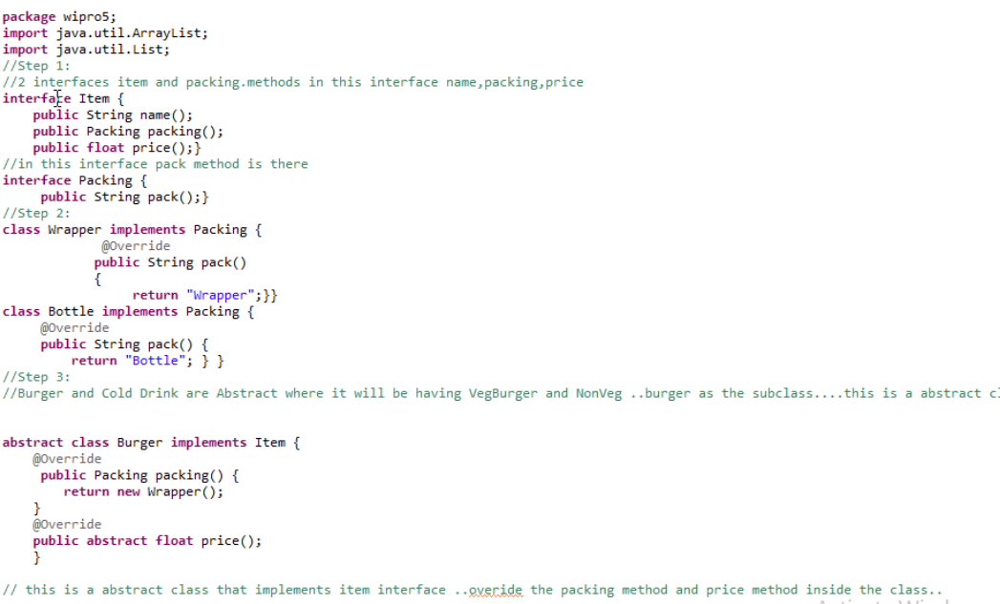 package wipro5;
import java.util.ArrayList;
import java.util.List;
//Step 1:
//2 interfaces item and packing.methods in this interface name,packing,price
interface Item {
public String name();
public Packing packing();
public float price();}
//in this interface pack method is there
interface Packing {
public String pack();}
//Step 2:
class Wrapper implements Packing {
@Override
public String pack()
{
return "Wrapper";}}
class Bottle implements Packing {
@Override
public String pack() {
return "Bottle"; } }
//Step 3:
//Burger and Cold Drink are Abstract where it will be having VegBurger and NonVeg ..burger as the subclass....this is a abstract
abstract class Burger implements Item {
@Override
public Packing packing() {
return new Wrapper();
}
@Override
public abstract float price();
}
// this is a abstract class that implements item interface ..overide the packing method and price method inside the class..